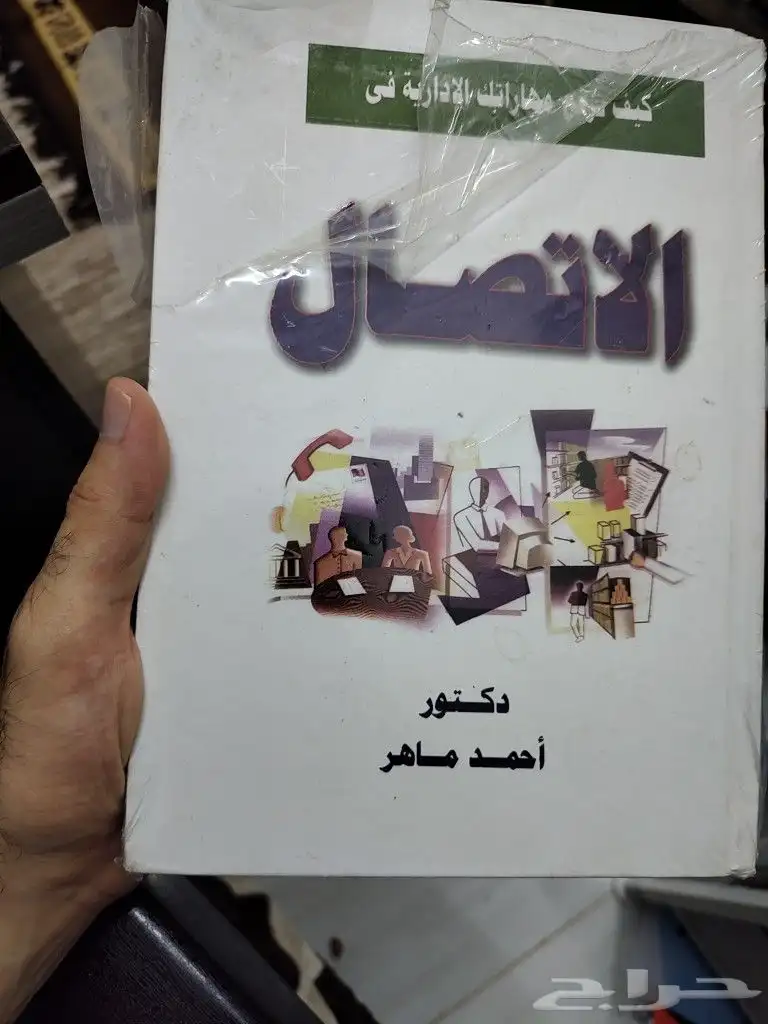 كيف مهاراتك الادارية فى
الاتصال
دكتور
أحمد ماهر
حراج